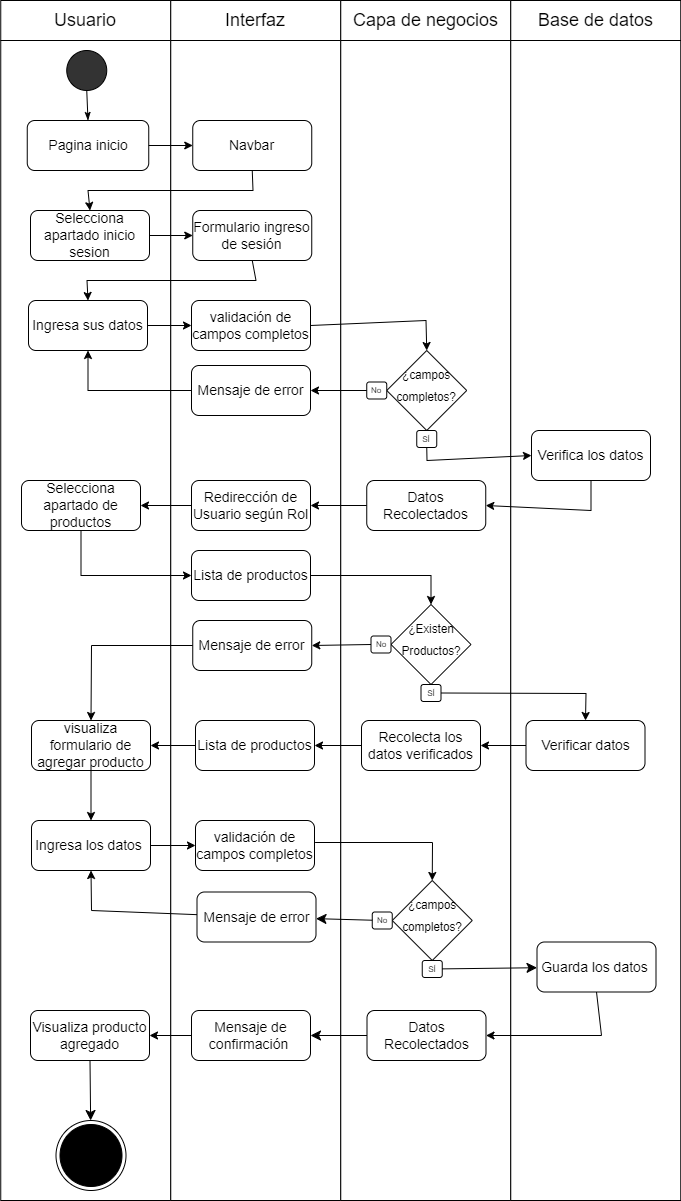 Usuario
Interfaz
Capa de negocios
Base de datos
Pagina inicio
Navbar
Selecciona
apartado inicio
sesion
Formulario ingreso
de sesión
Ingresa sus datos
validación de
campos completos
¿campos
completos?
No
Mensaje de error
SÍ
Verifica los datos
Datos
Recolectados
Redirección de
Usuario según Rol
Selecciona
apartado de
productos
Lista de productos
¿Existen
Productos?
No
Mensaje de error
SÍ
Verificar datos
Recolecta los
datos verificados
Lista de productos
visualiza
formulario de
agregar producto
Ingresa los datos
validación de
campos completos
¿campos
completos?
No
Mensaje de error
SÍ
Guarda los datos
Datos
Recolectados
Mensaje de
confirmación
Visualiza producto
agregado